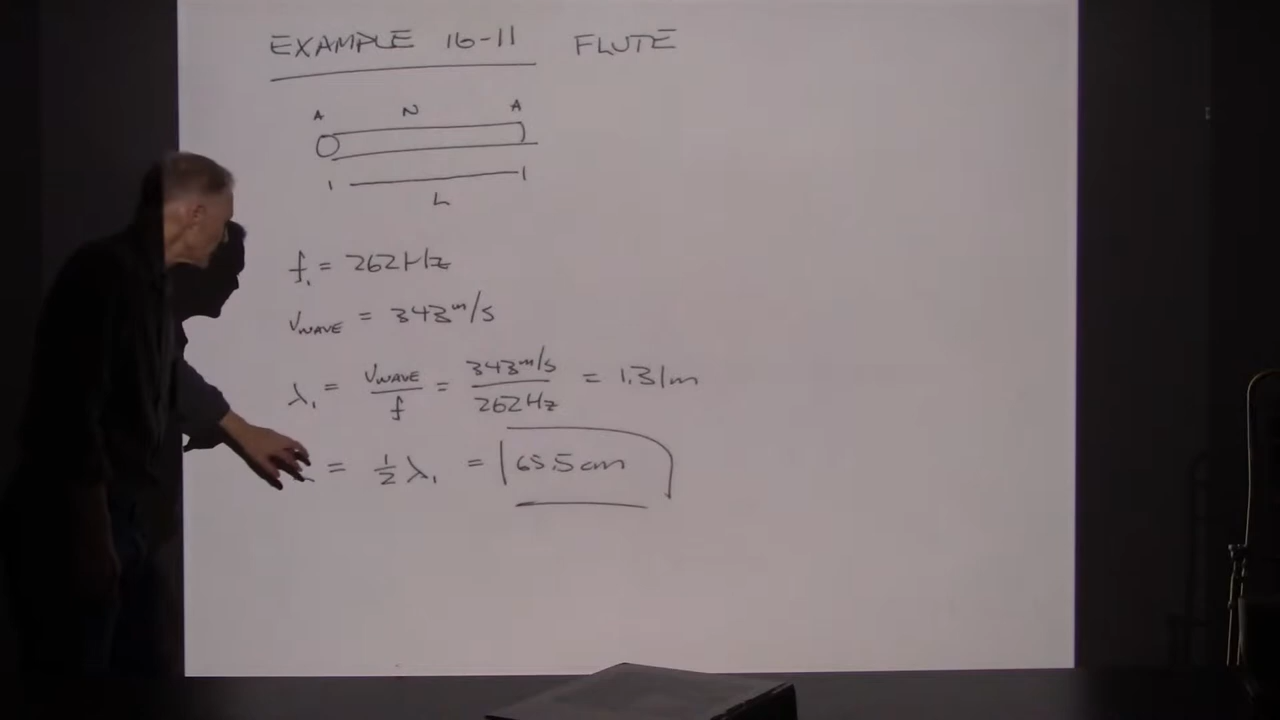 EXAMPLE 16-11 FLUTE
A N A
L
f₁ = 262 Hz
v_WAVE = 343 m/s
λ₁ = v_WAVE / f = 343 m/s / 262 Hz = 1.31 m
= ½ λ₁ = 65.5 cm